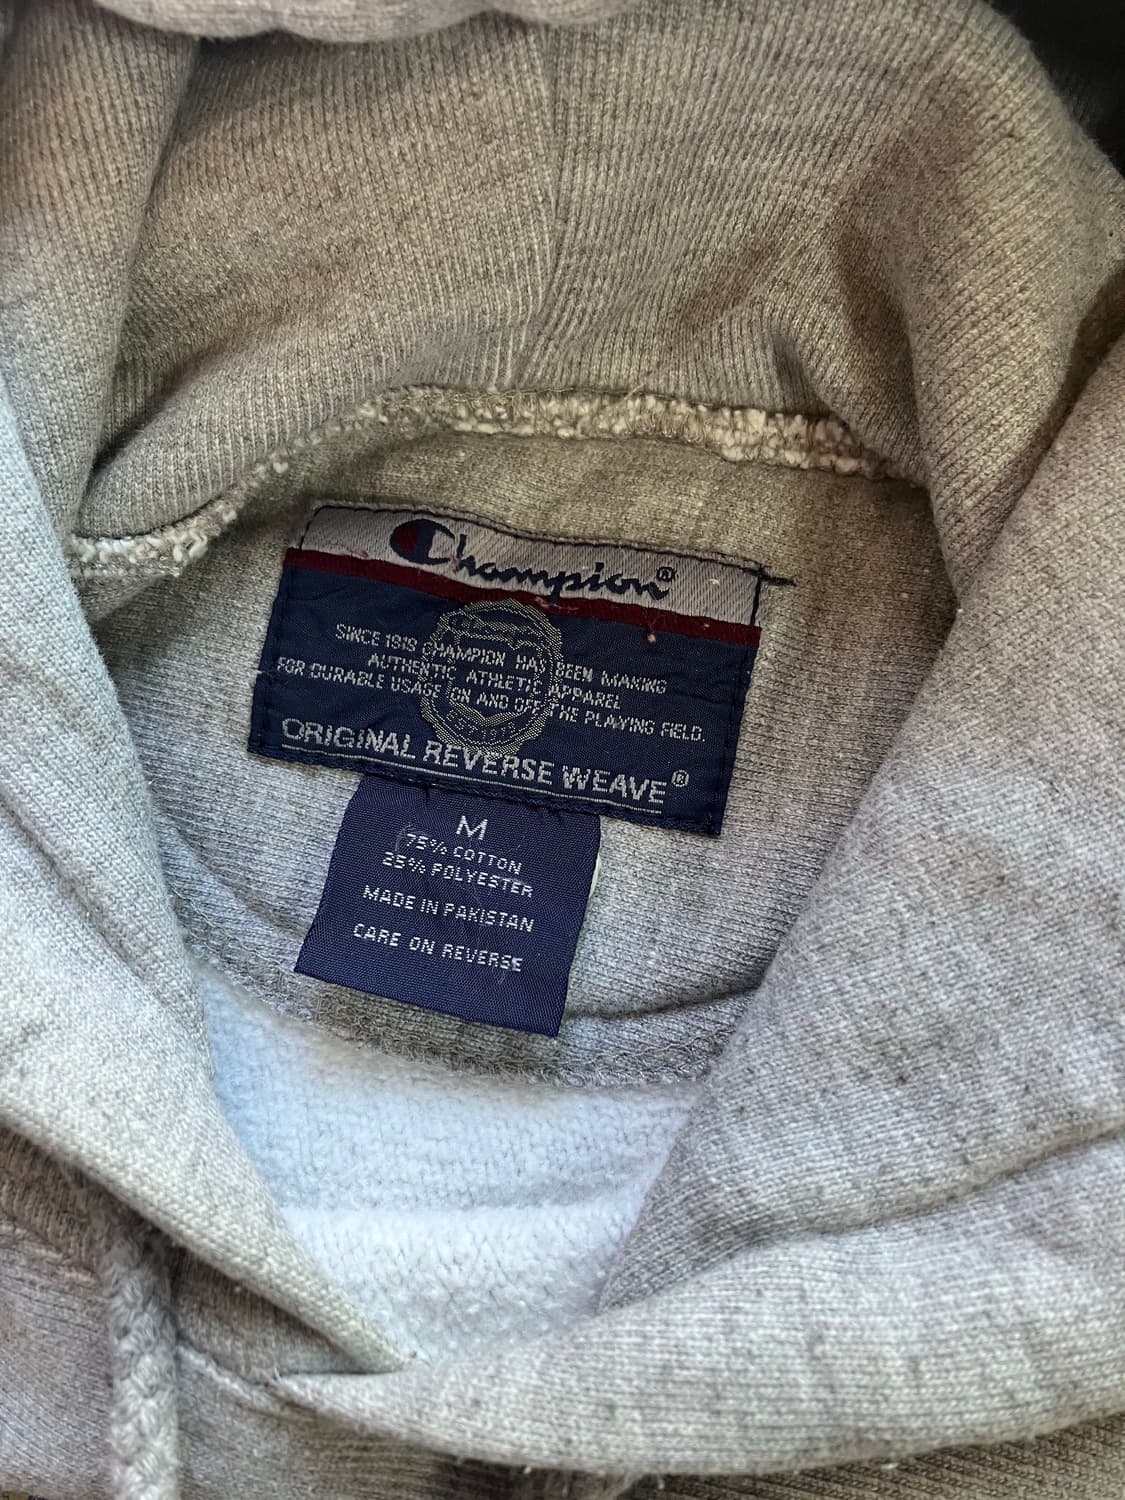 Champion®
SINCE 1919 CHAMPION HAS BEEN MAKING
AUTHENTIC ATHLETIC APPAREL
FOR DURABLE USAGE ON AND OFF THE PLAYING FIELD.
ORIGINAL REVERSE WEAVE®
M
75% COTTON
25% POLYESTER
MADE IN PAKISTAN
CARE ON REVERSE